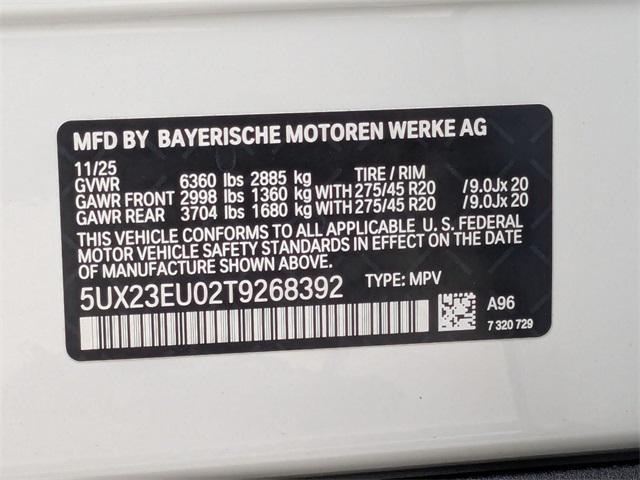 MFD BY BAYERISCHE MOTOREN WERKE AG
11/25 TIRE / RIM
GVWR 6360 lbs 2885 kg
GAWR FRONT 2998 lbs 1360 kg WITH 275/45 R20 /9.0Jx 20
GAWR REAR 3704 lbs 1680 kg WITH 275/45 R20 /9.0Jx 20
THIS VEHICLE CONFORMS TO ALL APPLICABLE U. S. FEDERAL
MOTOR VEHICLE SAFETY STANDARDS IN EFFECT ON THE DATE
OF MANUFACTURE SHOWN ABOVE.
5UX23EU02T9268392 TYPE: MPV
A96
7 320 729